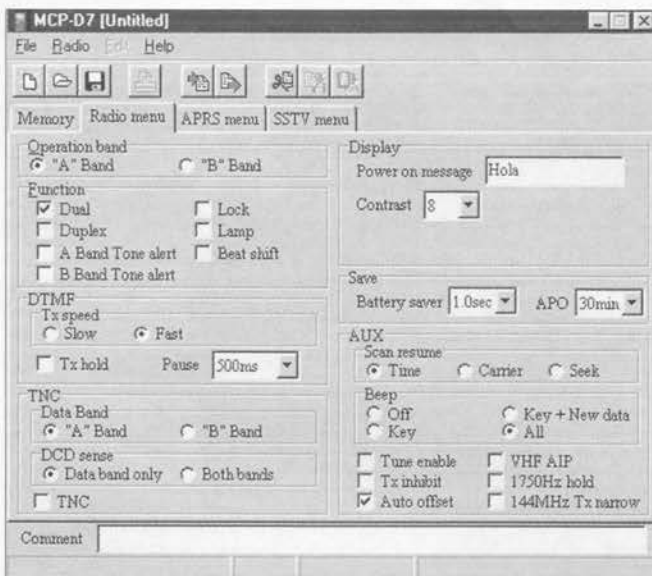 MCP-D7 [Untitled]
File Radio Edit Help
Memory Radio menu APRS menu SSTV menu
Operation band
"A" Band "B" Band
Function
Dual Lock
Duplex Lamp
A Band Tone alert Beat shift
B Band Tone alert
DTMF
Tx speed
Slow Fast
Tx hold Pause 500ms
TNC
Data Band
"A" Band "B" Band
DCD sense
Data band only Both bands
TNC
Display
Power on message Hola
Contrast 8
Save
Battery saver 1.0sec APO 30min
AUX
Scan resume
Time Carrier Seek
Beep
Off Key + New data
Key All
Tune enable VHF AIP
Tx inhibit 1750Hz hold
Auto offset 144MHz Tx narrow
Comment